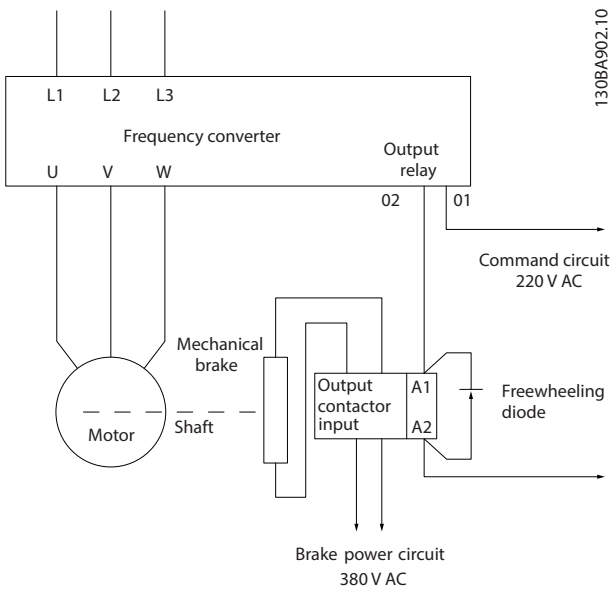 130BA902.10
L1 L2 L3
Frequency converter
Output
relay
U V W
02 01
Command circuit
220 V AC
Mechanical
brake
Output
contactor
input
A1
A2
Freewheeling
diode
Motor
Shaft
Brake power circuit
380 V AC